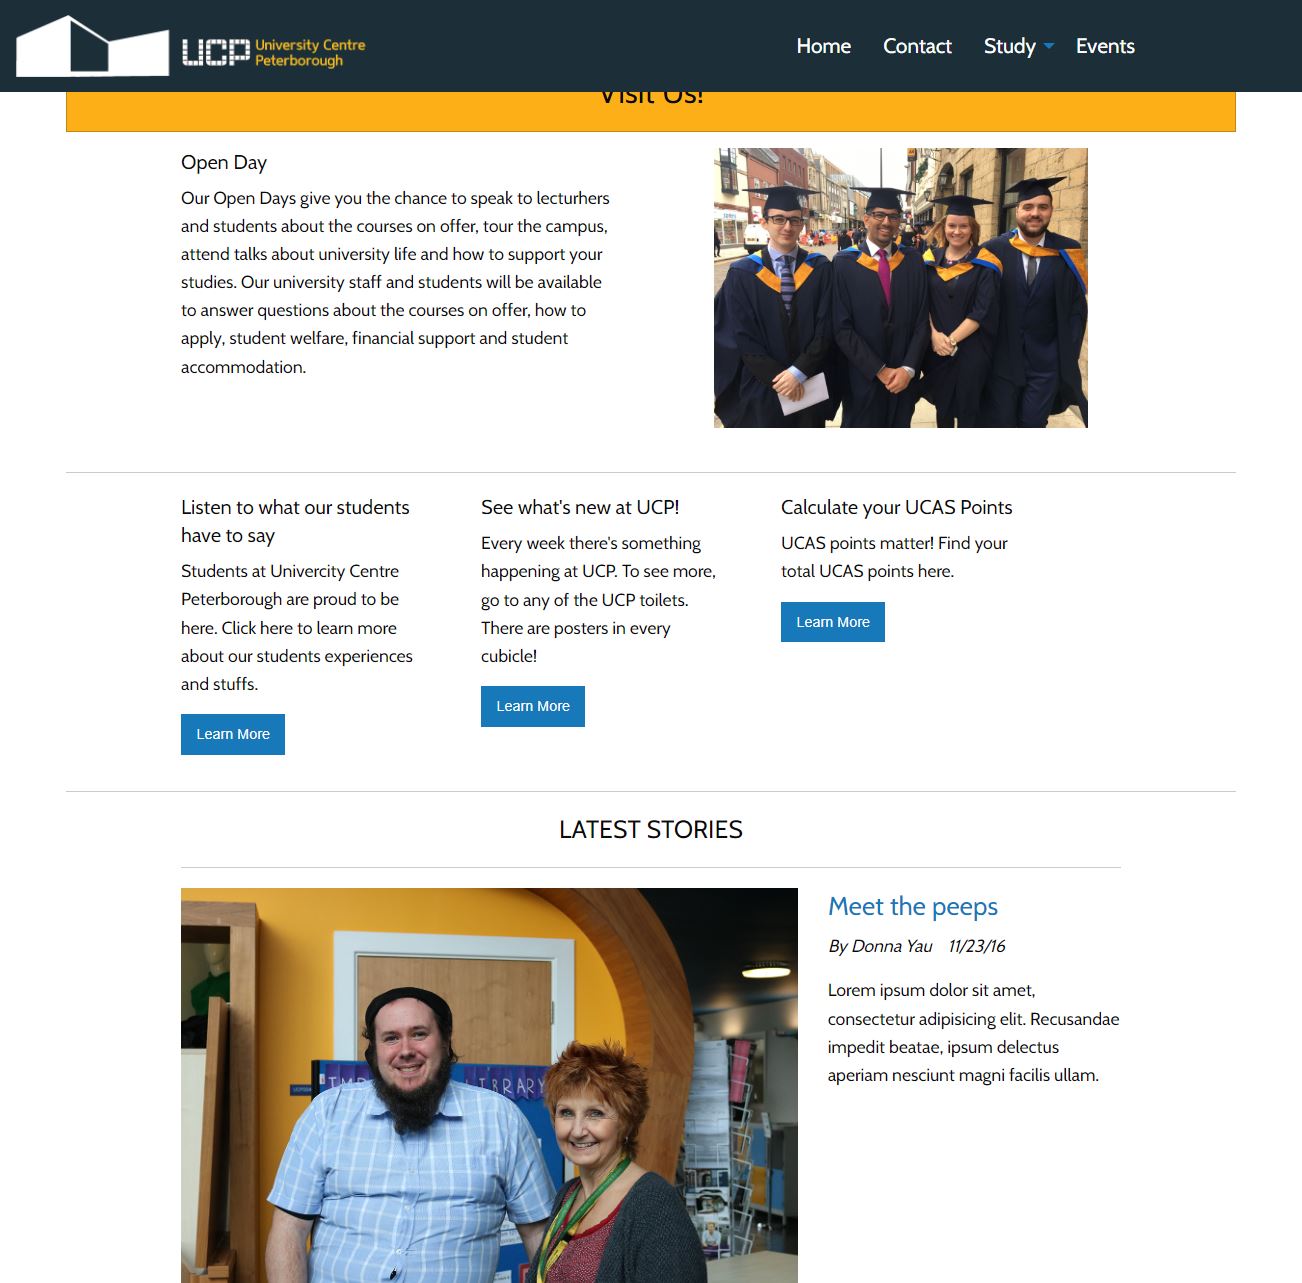 UCP University Centre
Peterborough
Home Contact Study Events
Visit Us!
Open Day
Our Open Days give you the chance to speak to lecturhers
and students about the courses on offer, tour the campus,
attend talks about university life and how to support your
studies. Our university staff and students will be available
to answer questions about the courses on offer, how to
apply, student welfare, financial support and student
accommodation.
Listen to what our students
have to say
Students at Univercity Centre
Peterborough are proud to be
here. Click here to learn more
about our students experiences
and stuffs.
Learn More
See what's new at UCP!
Every week there's something
happening at UCP. To see more,
go to any of the UCP toilets.
There are posters in every
cubicle!
Learn More
Calculate your UCAS Points
UCAS points matter! Find your
total UCAS points here.
Learn More
LATEST STORIES
LIBRARY
Meet the peeps
By Donna Yau 11/23/16
Lorem ipsum dolor sit amet,
consectetur adipisicing elit. Recusandae
impedit beatae, ipsum delectus
aperiam nesciunt magni facilis ullam.